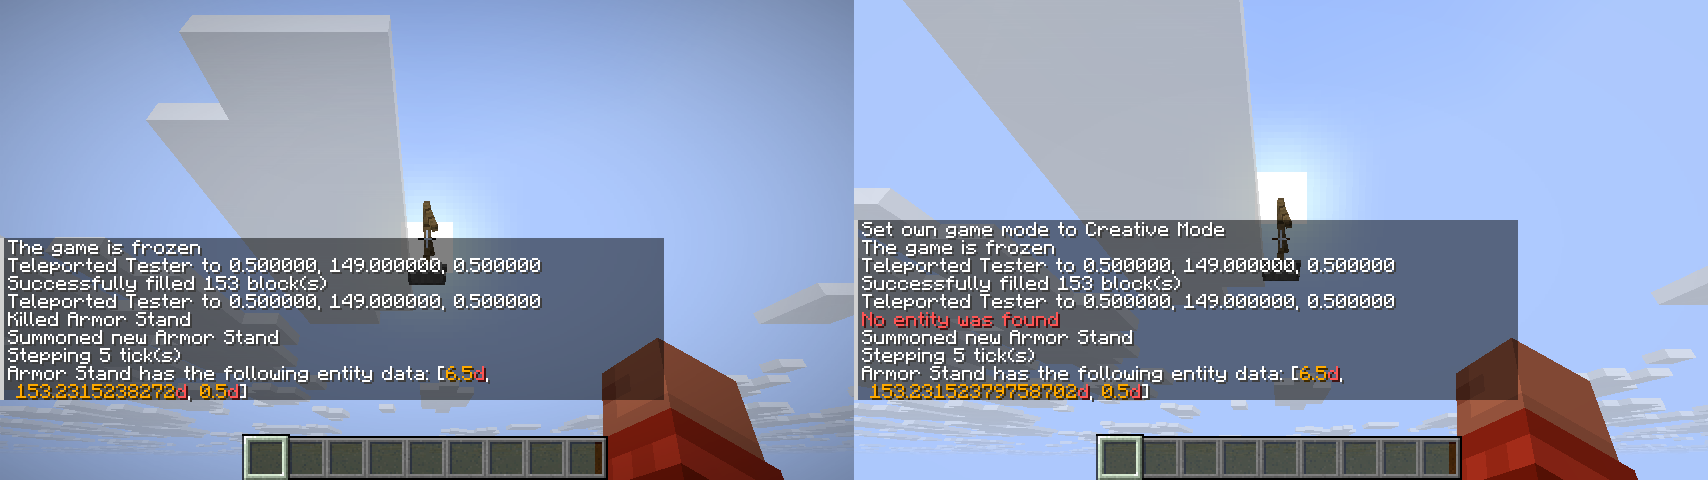 The game is frozen
Teleported Tester to 0.500000, 149.000000, 0.500000
Successfully filled 153 block(s)
Teleported Tester to 0.500000, 149.000000, 0.500000
Killed Armor Stand
Summoned new Armor Stand
Stepping 5 tick(s)
Armor Stand has the following entity data: [6.5d,
153.2315238272d, 0.5d]
Set own game mode to Creative Mode
The game is frozen
Teleported Tester to 0.500000, 149.000000, 0.500000
Successfully filled 153 block(s)
Teleported Tester to 0.500000, 149.000000, 0.500000
No entity was found
Summoned new Armor Stand
Stepping 5 tick(s)
Armor Stand has the following entity data: [6.5d,
153.23152379758702d, 0.5d]